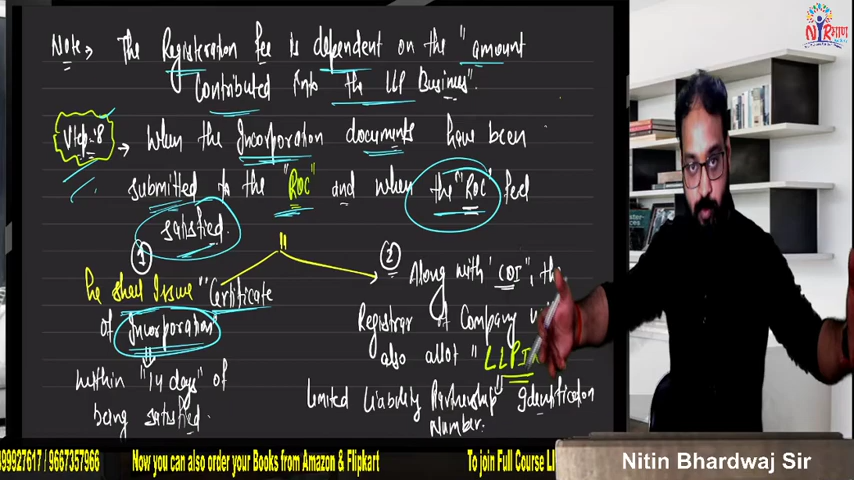 Note → The Registration fee is dependent on the "amount
Contributed into the LLP Business".
Step:8 → When the Incorporation documents have been
submitted to the "ROC" and when the "ROC" feel
satisfied.
①
he shall Issue "Certificate
of Incorporation"
within "14 days" of
being satisfied.
②
Along with "COI", the
Registrar of Company
also allot "LLPI
Limited Liability Partnership Identification
Number.
899927617 / 9667357966 Now you can also order your Books from Amazon & Flipkart To join Full Course Ll
Nitin Bhardwaj Sir